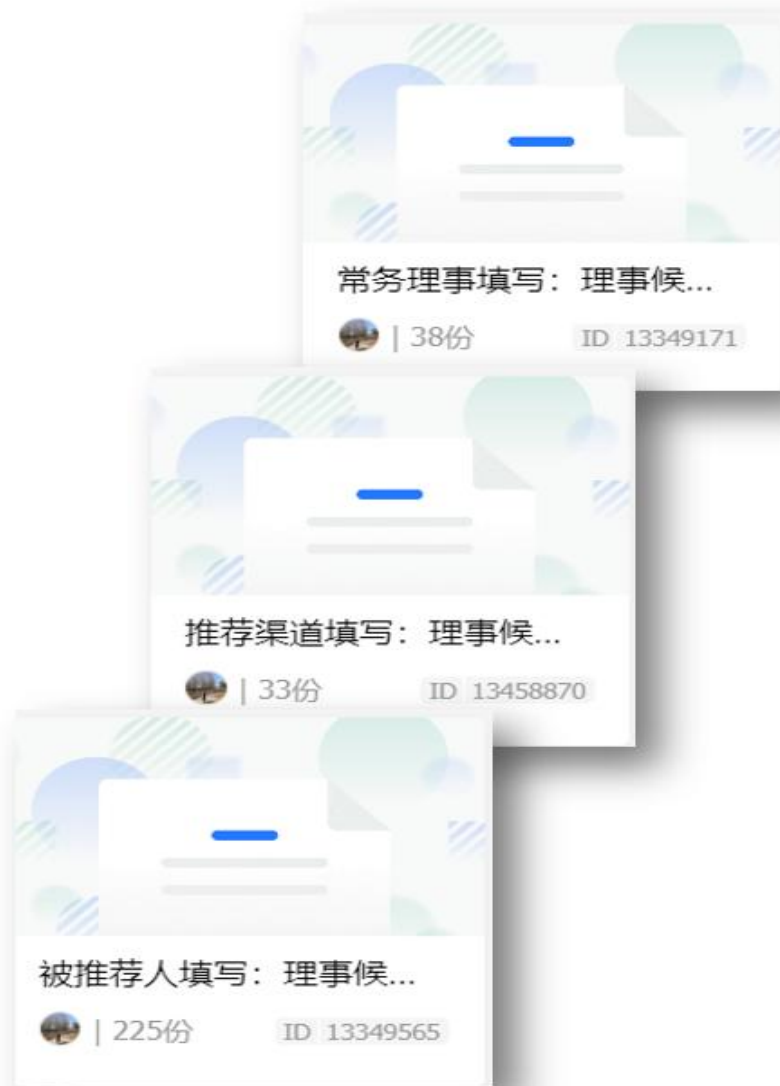 常务理事填写：理事候...
| 38份 ID 13349171
推荐渠道填写：理事候...
| 33份 ID 13458870
被推荐人填写：理事候...
| 225份 ID 13349565